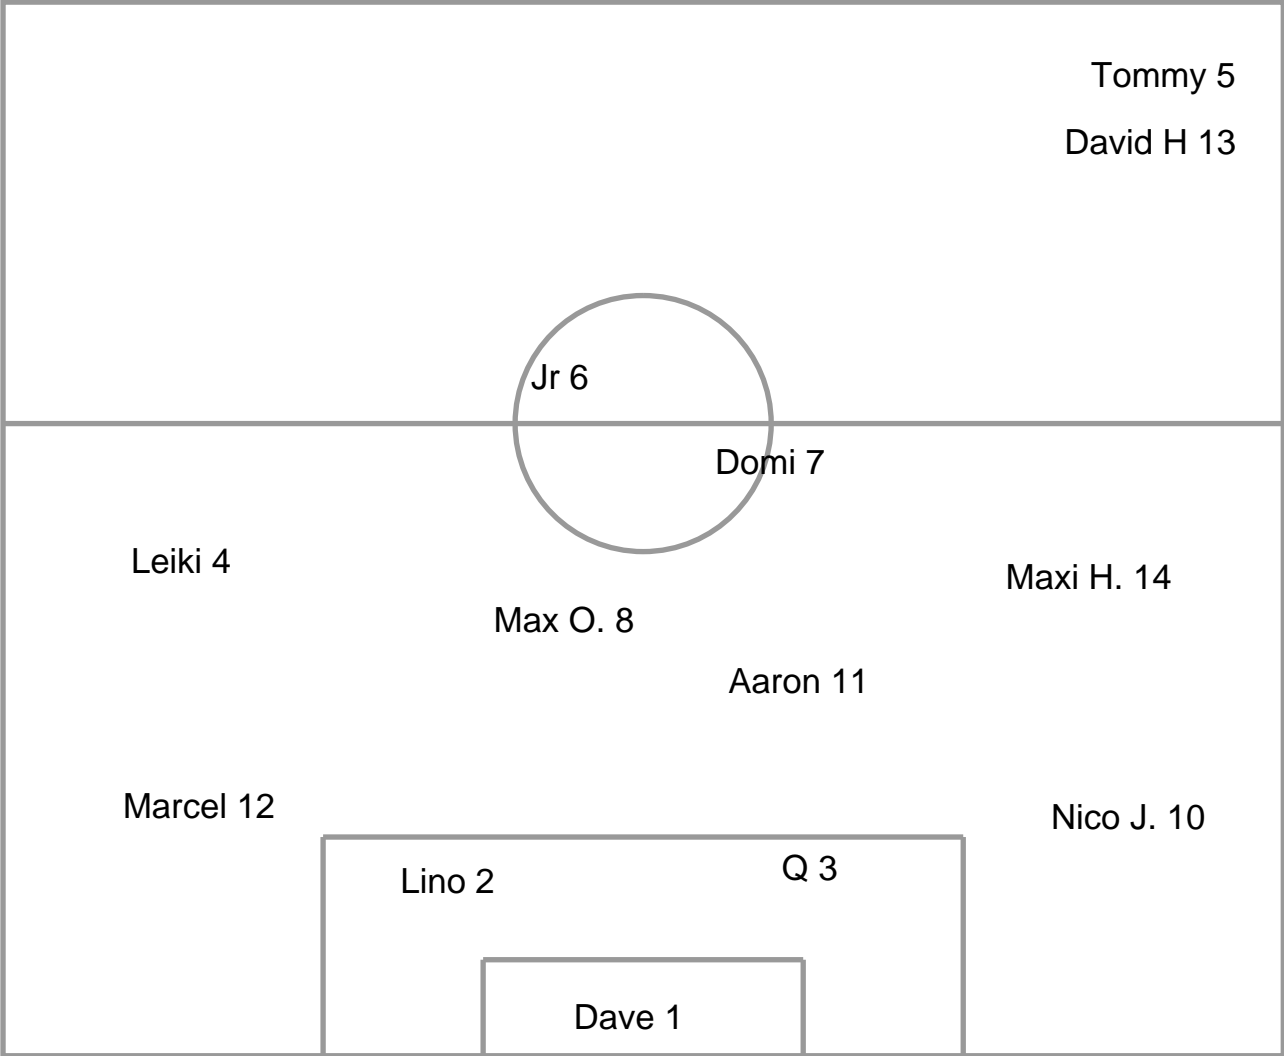 Tommy 5
David H 13
Jr 6
Domi 7
Leiki 4
Maxi H. 14
Max O. 8
Aaron 11
Marcel 12
Nico J. 10
Q 3
Lino 2
Dave 1